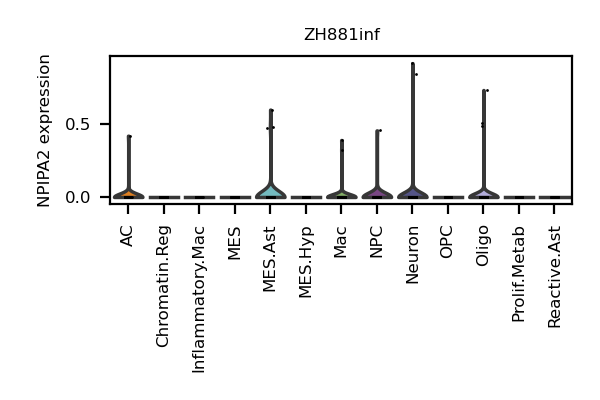 ZH881inf
NPIPA2 expression
0.5
0.0
AC
Chromatin.Reg
Inflammatory.Mac
MES
MES.Ast
MES.Hyp
Mac
NPC
Neuron
OPC
Oligo
Prolif.Metab
Reactive.Ast